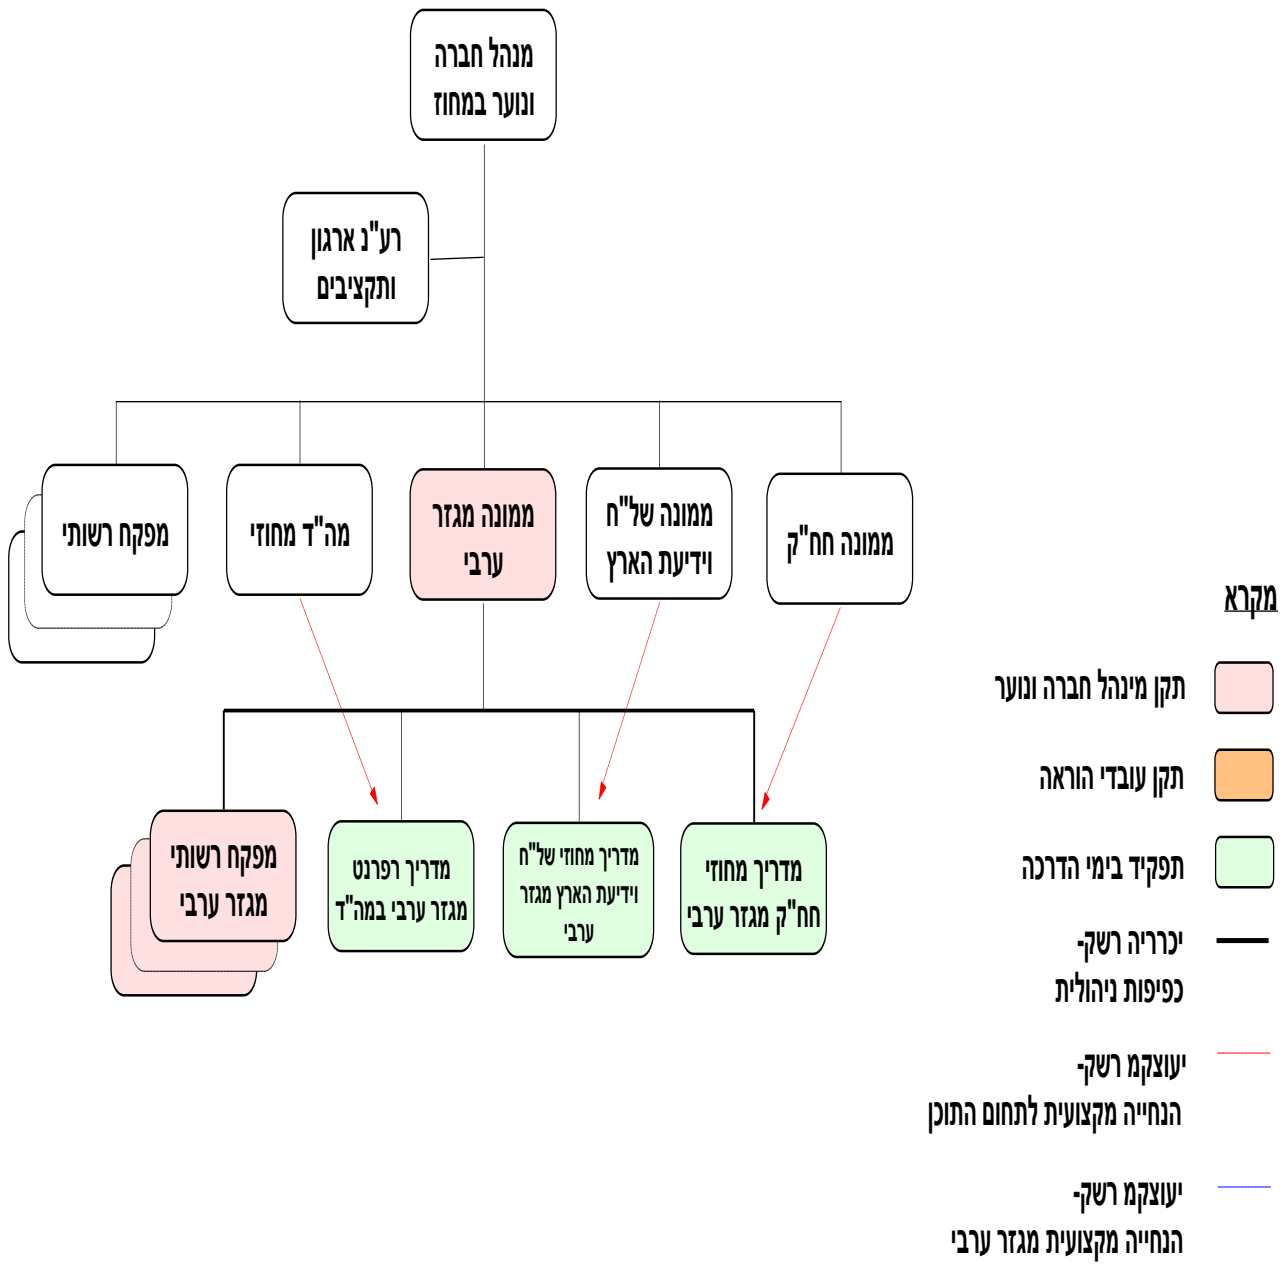 מנהל חברה
ונוער במחוז
רע"נ ארגון
ותקציבים
ממונה חח"ק
ממונה של"ח
וידיעת הארץ
ממונה מגזר
ערבי
מה"ד מחוזי
מפקח רשותי
מדריך מחוזי
חח"ק מגזר ערבי
מדריך מחוזי של"ח
וידיעת הארץ מגזר
ערבי
מדריך רפרנט
מגזר ערבי במה"ד
מפקח רשותי
מגזר ערבי
מקרא
תקן מינהל חברה ונוער
תקן עובדי הוראה
תפקיד בימי הדרכה
יכרריה רשק-
כפיפות ניהולית
יעוצקמ רשק-
הנחייה מקצועית לתחום התוכן
יעוצקמ רשק-
הנחייה מקצועית מגזר ערבי